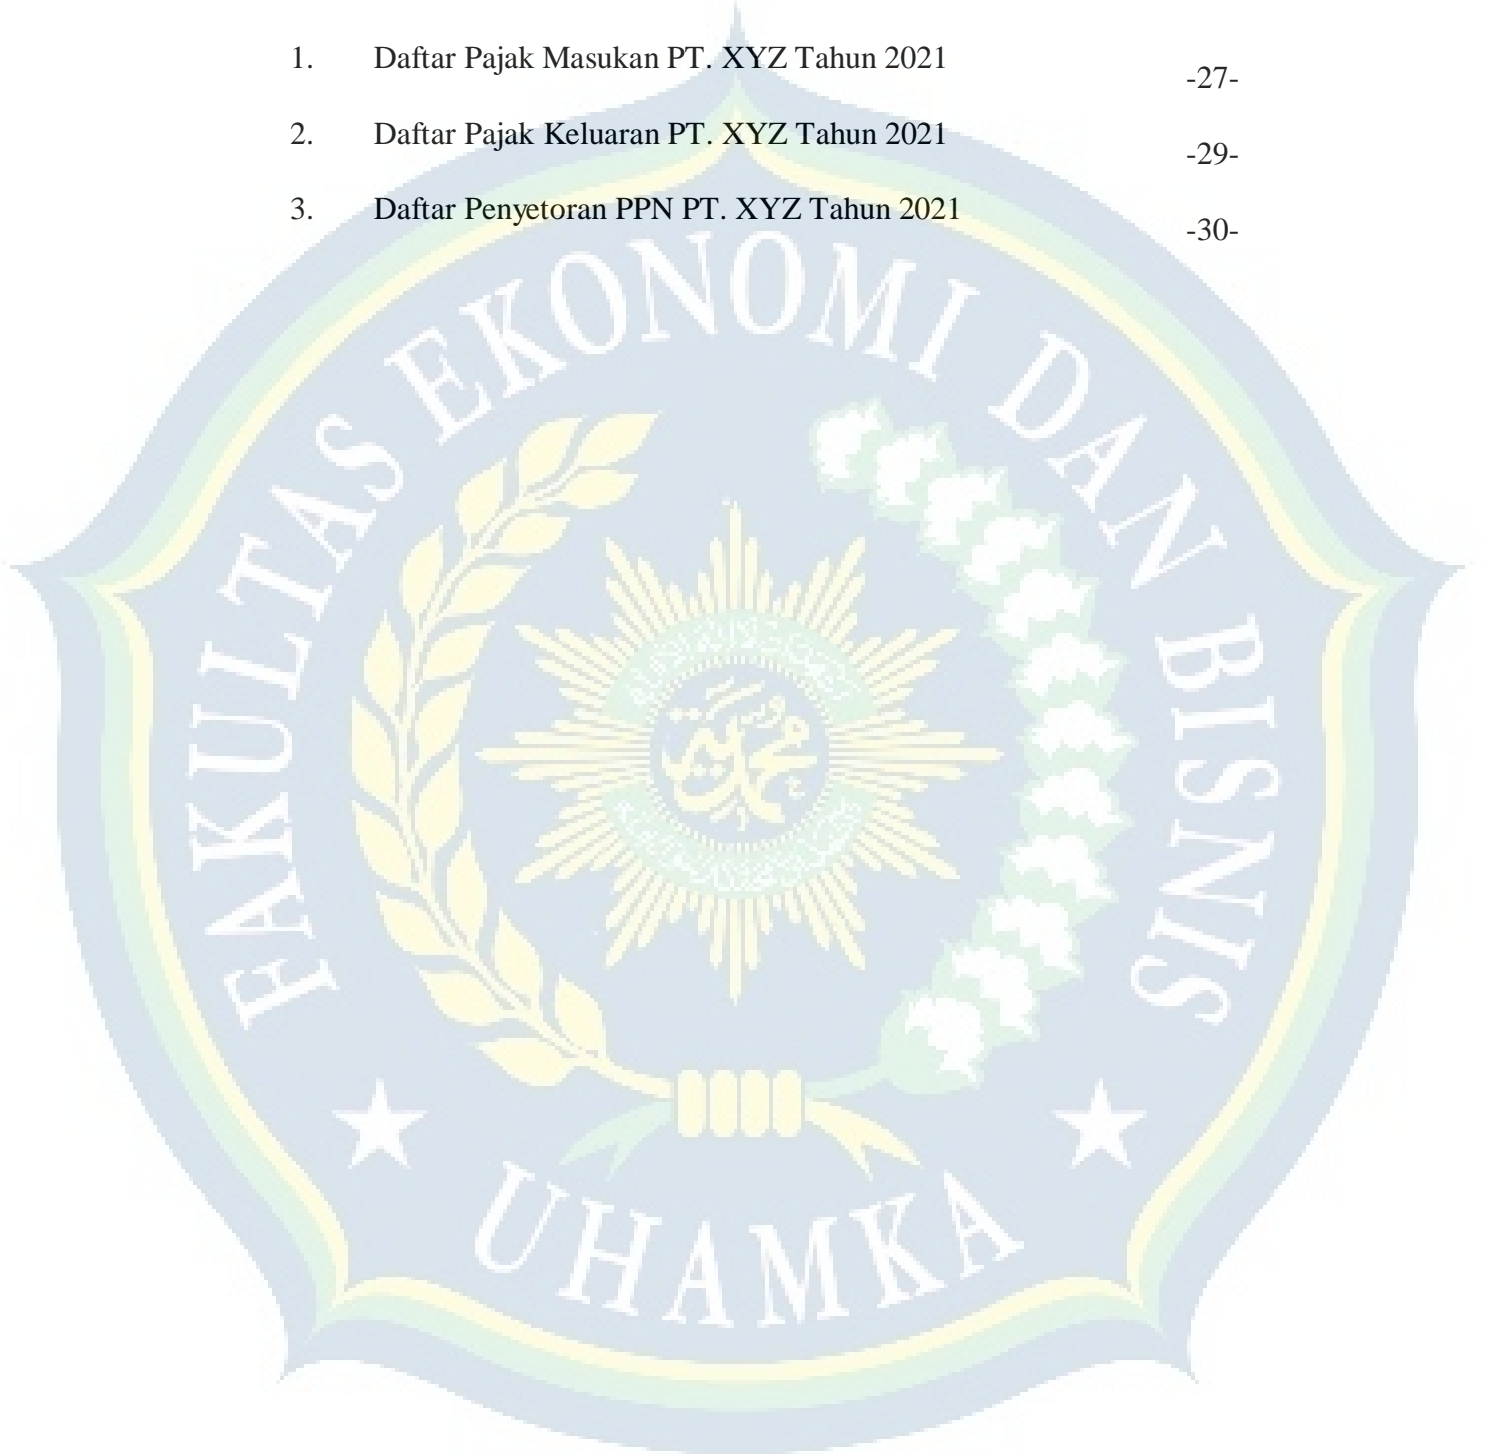 1. Daftar Pajak Masukan PT. XYZ Tahun 2021 -27-
2. Daftar Pajak Keluaran PT. XYZ Tahun 2021 -29-
3. Daftar Penyetoran PPN PT. XYZ Tahun 2021 -30-
FAKULTAS EKONOMI DAN BISNIS
محمدية
UHAMKA